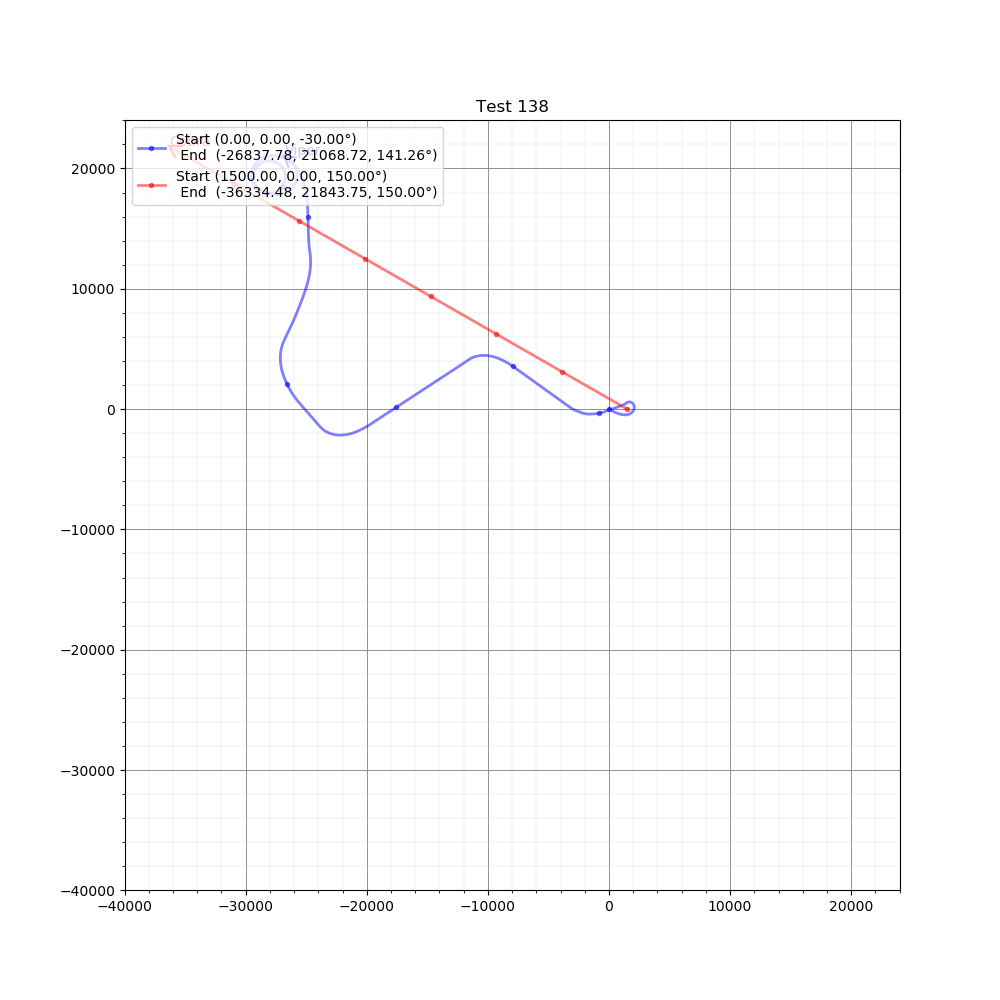 Test 138
Start (0.00, 0.00, -30.00°)
End (-26837.78, 21068.72, 141.26°)
Start (1500.00, 0.00, 150.00°)
End (-36334.48, 21843.75, 150.00°)
20000
10000
0
−10000
−20000
−30000
−40000
−40000 −30000 −20000 −10000 0 10000 20000